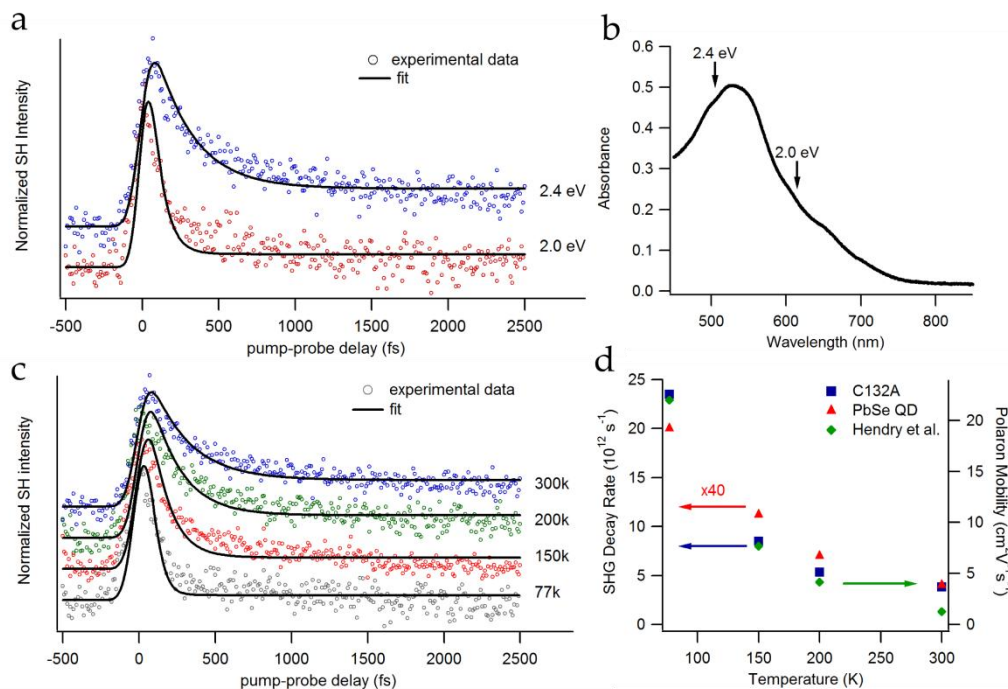 a
Normalized SH Intensity
experimental data
fit
2.4 eV
2.0 eV
-500 0 500 1000 1500 2000 2500
pump-probe delay (fs)
b
Absorbance
0.6
0.5
0.4
0.3
0.2
0.1
0.0
2.4 eV
2.0 eV
500 600 700 800
Wavelength (nm)
c
Normalized SH intensity
experimental data
fit
300k
200k
150k
77k
-500 0 500 1000 1500 2000 2500
pump-probe delay (fs)
d
SHG Decay Rate (10¹² s⁻¹)
25
20
15
10
5
0
C132A
PbSe QD
Hendry et al.
x40
20
15
10
5
0
Polaron Mobility (cm²/V*s)
100 150 200 250 300
Temperature (K)